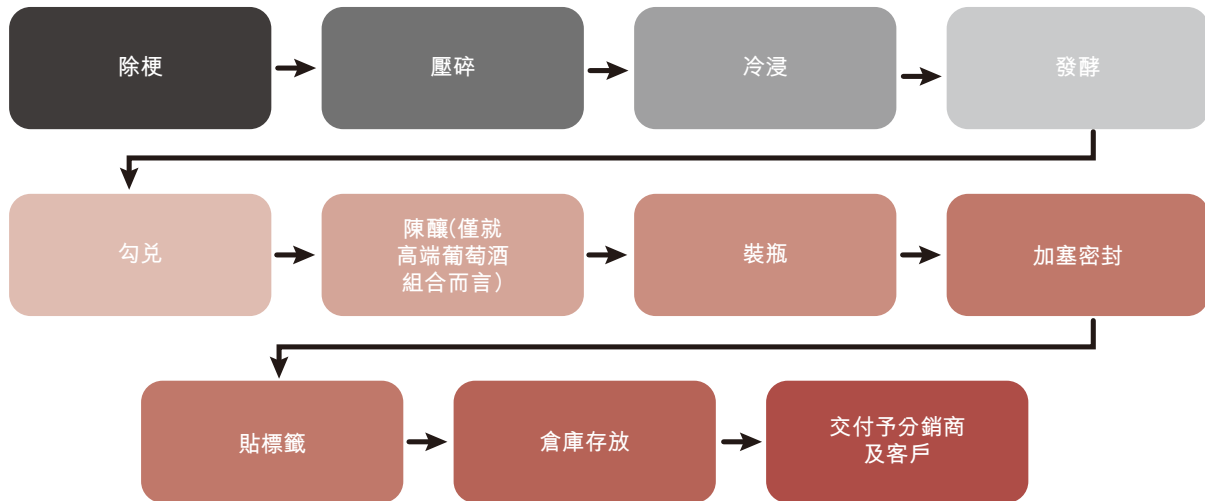 除梗
壓碎
冷浸
發酵
勾兑
陳釀(僅就
高端葡萄酒
組合而言）
裝瓶
加塞密封
貼標籤
倉庫存放
交付予分銷商
及客戶